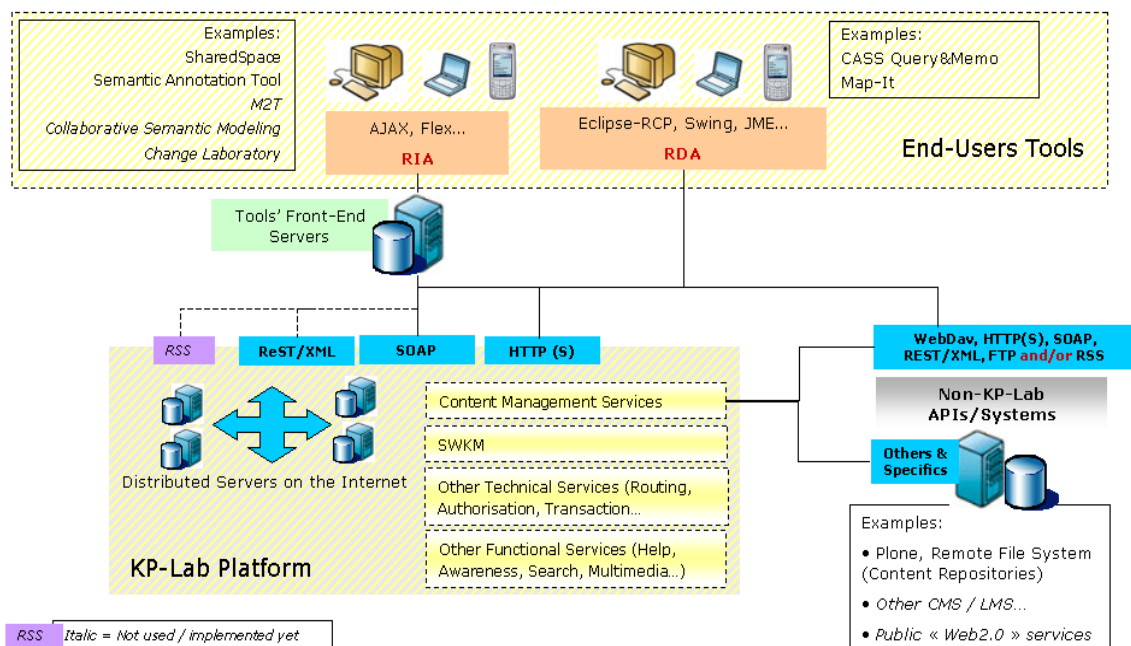 Examples:
SharedSpace
Semantic Annotation Tool
M2T
Collaborative Semantic Modeling
Change Laboratory
AJAX, Flex...
RIA
Eclipse-RCP, Swing, JME...
RDA
Examples:
CASS Query&Memo
Map-It
End-Users Tools
Tools' Front-End
Servers
RSS
ReST/XML
SOAP
HTTP (S)
WebDav, HTTP(S), SOAP,
REST/XML, FTP and/or RSS
Non-KP-Lab
APIs/Systems
Others &
Specifics
Content Management Services
SWKM
Other Technical Services (Routing,
Authorisation, Transaction...
Other Functional Services (Help,
Awareness, Search, Multimedia...)
Distributed Servers on the Internet
KP-Lab Platform
Examples:
• Plone, Remote File System
(Content Repositories)
• Other CMS / LMS...
• Public « Web2.0 » services
RSS
Italic = Not used / implemented yet